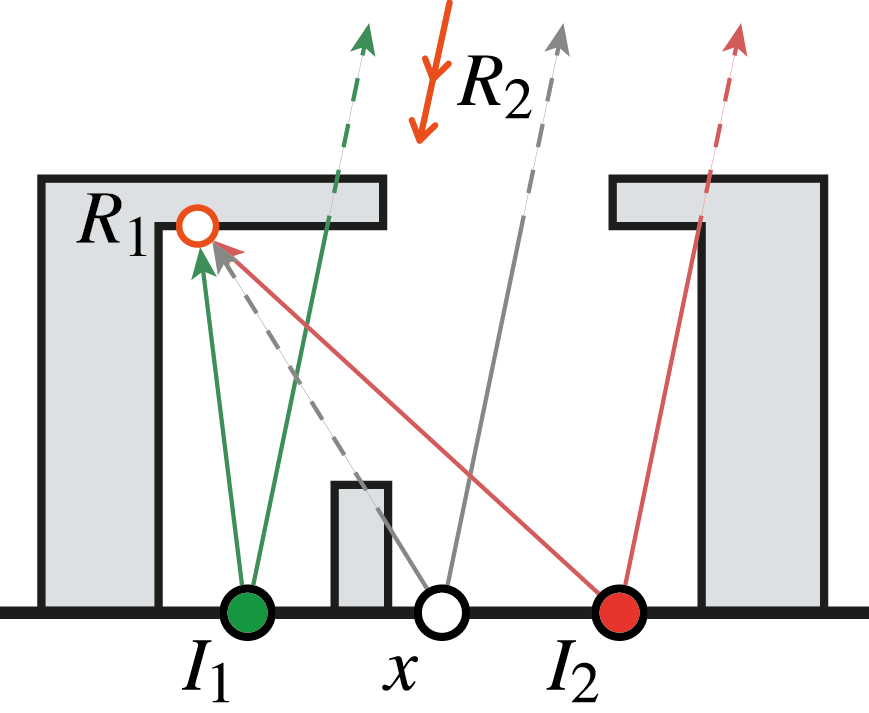 R₂
R₁
I₁
x
I₂